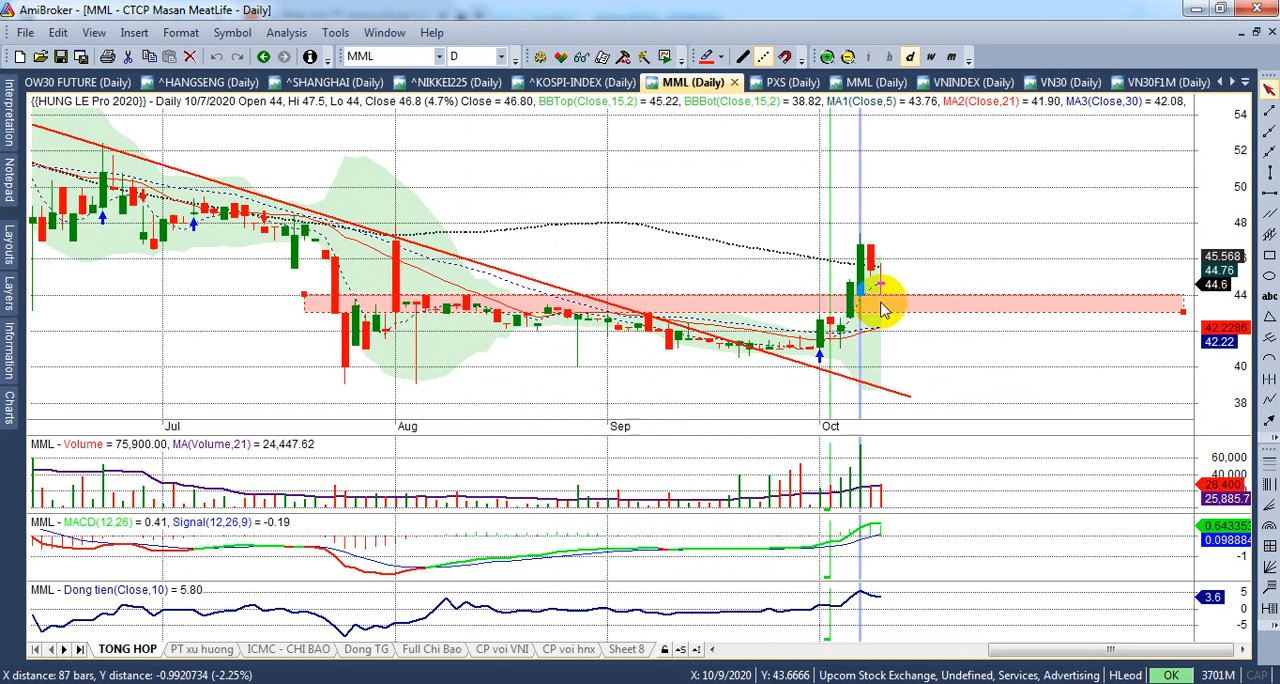 AmiBroker - [MML - CTCP Masan MeatLife - Daily]
File Edit View Insert Format Symbol Analysis Tools Window Help
MML D i h i d w m
OW30 FUTURE (Daily) ^HANGSENG (Daily) ^SHANGHAI (Daily) ^NIKKEI225 (Daily) ^KOSPI-INDEX (Daily) MML (Daily) PXS (Daily) MML (Daily) VNINDEX (Daily) VN30 (Daily) VN30F1M (Daily)
{{HUNG LE Pro 2020}} - Daily 10/7/2020 Open 44, Hi 47.5, Lo 44, Close 46.8 (4.7%) Close = 46.80, BBTop(Close,15,2) = 45.22, BBBot(Close,15,2) = 38.82, MA1(Close,5) = 43.76, MA2(Close,21) = 41.90, MA3(Close,30) = 42.08,
Interpretation
Notepad
Layouts
Layers
Information
Charts
abc
54
52
50
48
45.568
44.76
44.6
44
42.2286
42.22
40
38
Jul Aug Sep Oct
MML - Volume = 75,900.00, MA(Volume,21) = 24,447.62
60,000
40,000
28,400
25,885.7
MML - MACD(12,26) = 0.41, Signal(12,26,9) = -0.19
0.643353
0.098884
-1
MML - Dong tien(Close,10) = 5.80
5
3.6
0
-5
TONG HOP PT xu huong ICMC - CHI BAO Dong TG Full Chi Bao CP voi VNI CP voi hnx Sheet 8
X distance: 87 bars, Y distance: -0.9920734 (-2.25%) X: 10/9/2020 Y: 43.6666 Upcom Stock Exchange, Undefined, Services, Advertising HLeod OK 3701M CAP